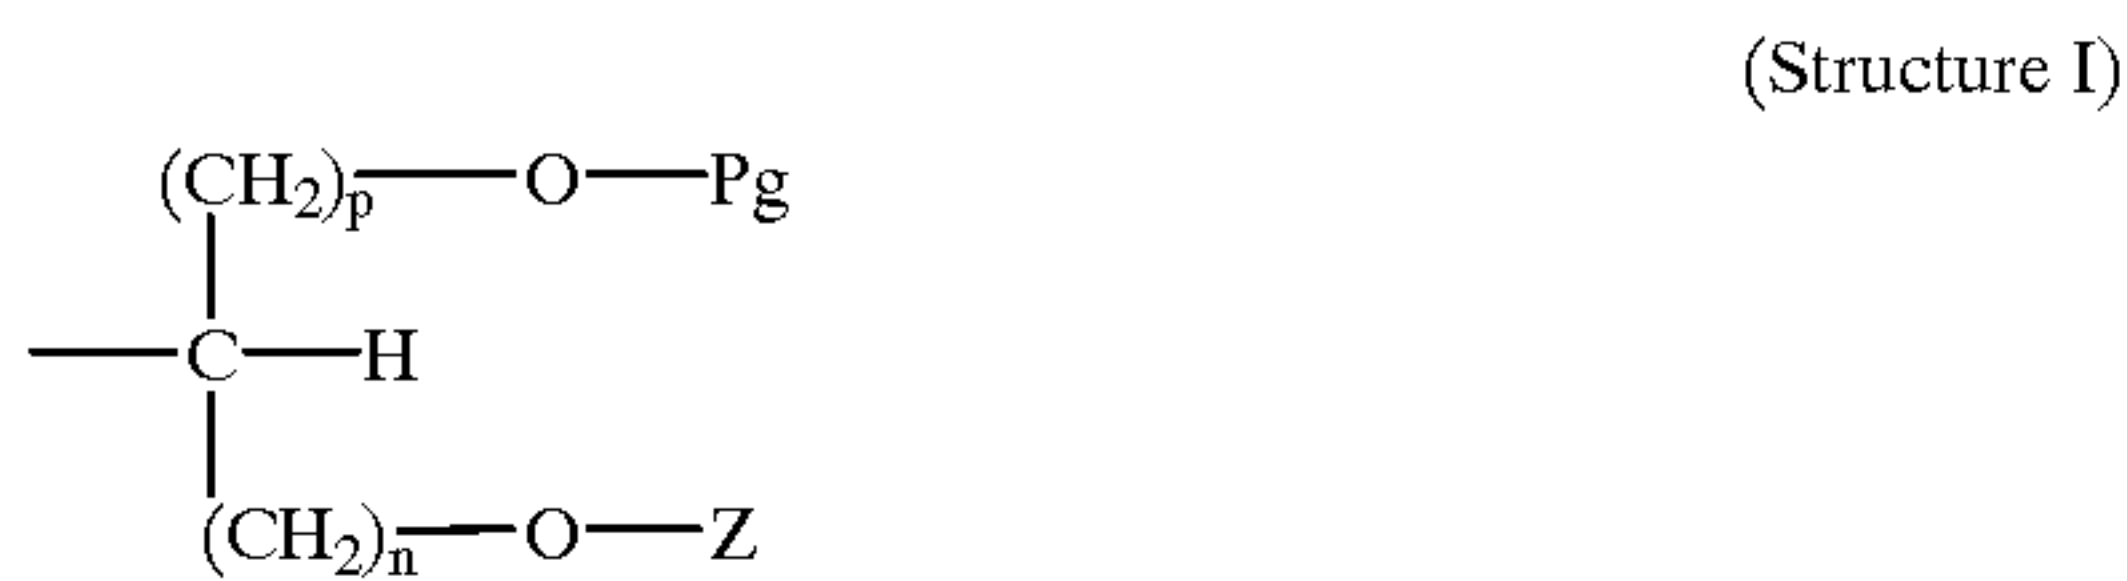 (Structure I)
(CH2)p—O—Pg
—C—H
(CH2)n—O—Z